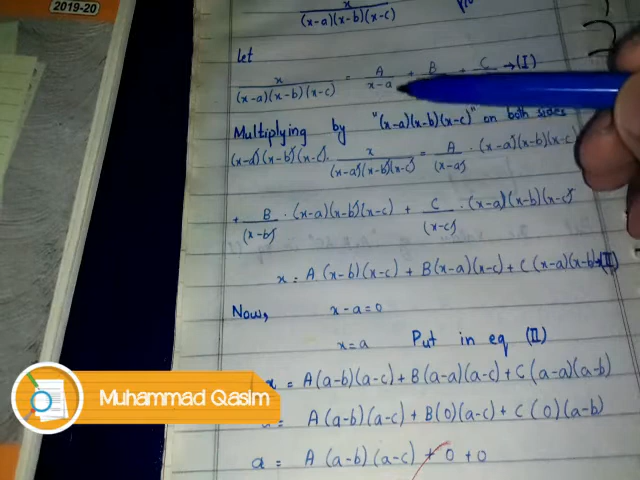 2019-20
x
(x-a)(x-b)(x-c)
Let
x/(x-a)(x-b)(x-c) = A/x-a + B + C → (I)
Multiplying by "(x-a)(x-b)(x-c)" on both sides
(x-a)(x-b)(x-c). x/(x-a)(x-b)(x-c) = A/(x-a) . (x-a)(x-b)(x-c)
+ B/(x-b) . (x-a)(x-b)(x-c) + C/(x-c) . (x-a)(x-b)(x-c)
x = A.(x-b)(x-c) + B(x-a)(x-c) + C(x-a)(x-b) → (II)
Now, x-a=0
x=a Put in eq (II)
= A(a-b)(a-c) + B(a-a)(a-c) + C(a-a)(a-b)
= A(a-b)(a-c) + B(0)(a-c) + C(0)(a-b)
a = A(a-b)(a-c) + 0 + 0
Muhammad Qasim